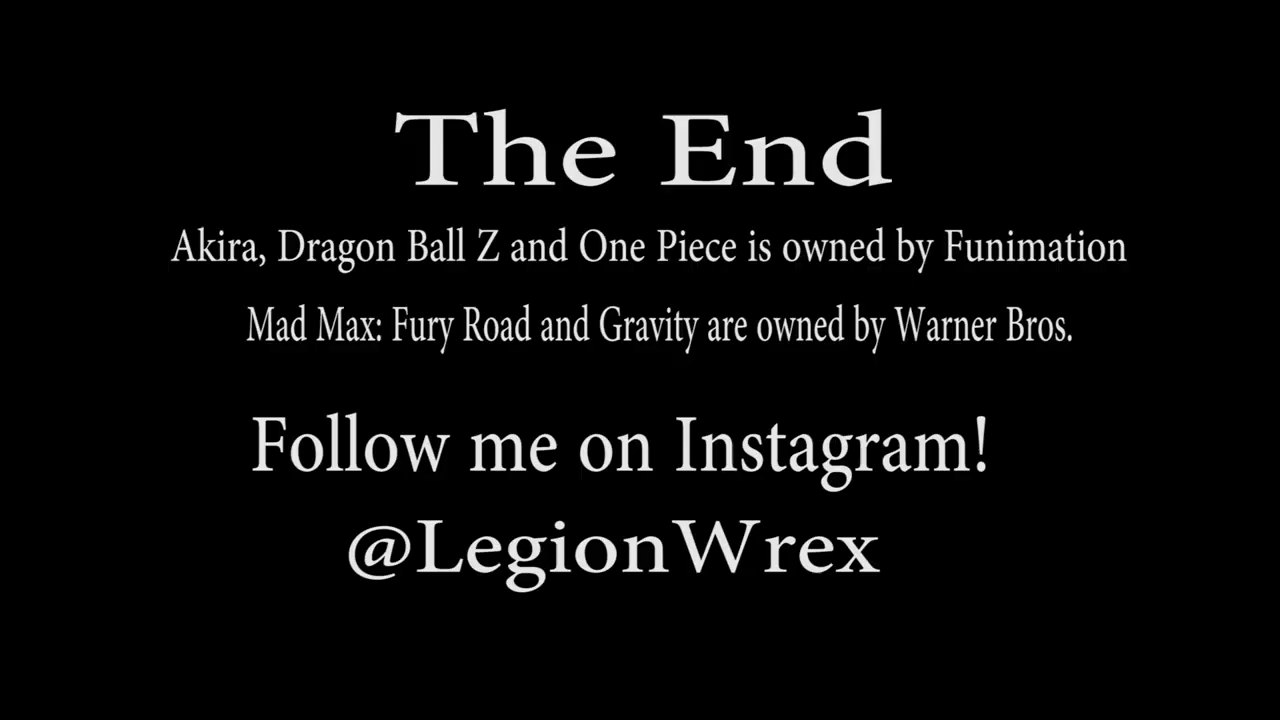 The End
Akira, Dragon Ball Z and One Piece is owned by Funimation
Mad Max: Fury Road and Gravity are owned by Warner Bros.
Follow me on Instagram!
@LegionWrex